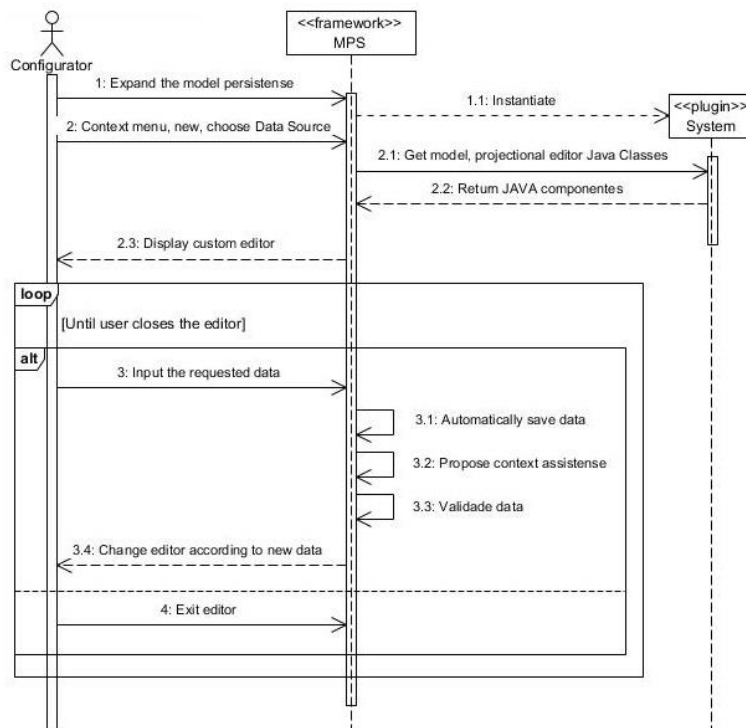 <<framework>>
MPS
Configurator
1: Expand the model persistense
1.1: Instantiate
<<plugin>>
System
2: Context menu, new, choose Data Source
2.1: Get model, projectional editor Java Classes
2.2: Return JAVA componentes
2.3: Display custom editor
loop
[Until user closes the editor]
alt
3: Input the requested data
3.1: Automatically save data
3.2: Propose context assistense
3.3: Validade data
3.4: Change editor according to new data
4: Exit editor